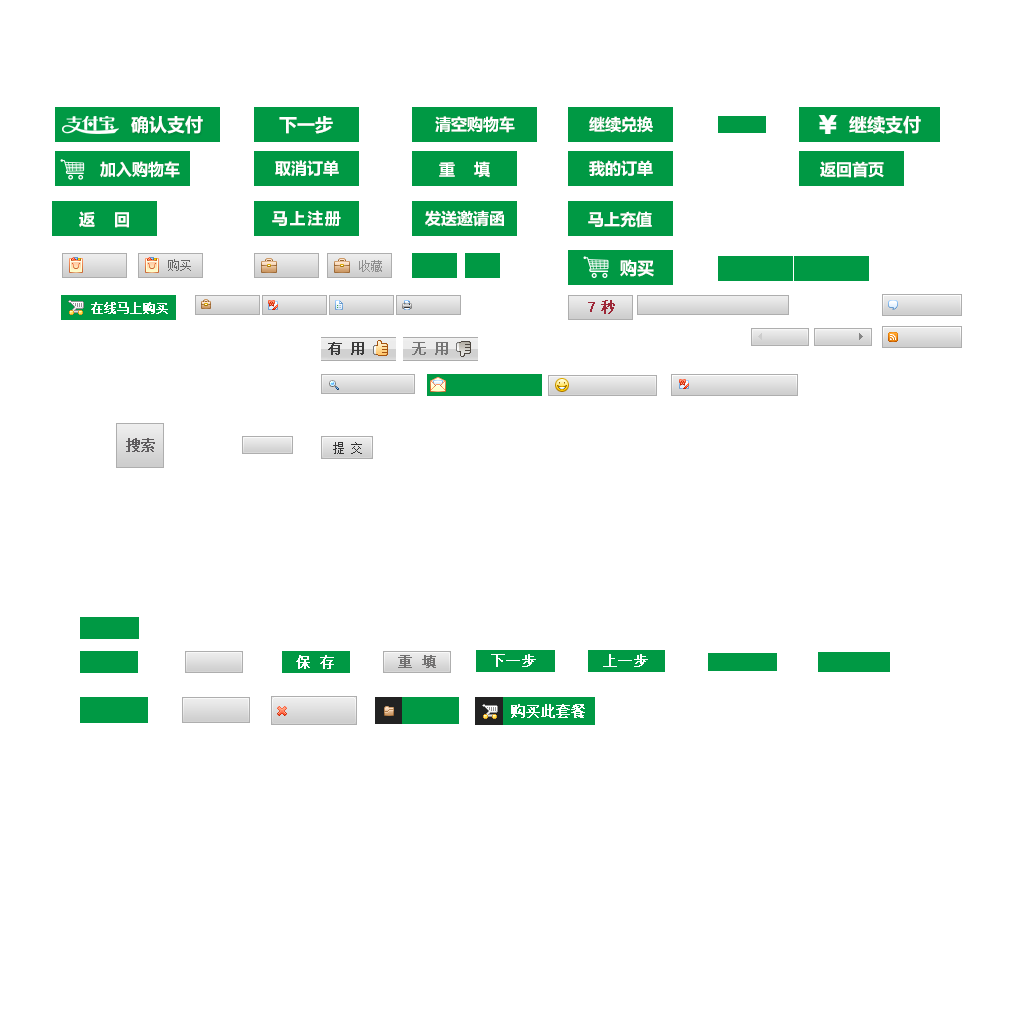 支付宝 确认支付
下一步
清空购物车
继续兑换
¥ 继续支付
加入购物车
取消订单
重 填
我的订单
返回首页
返 回
马上注册
发送邀请函
马上充值
购买
收藏
购买
在线马上购买
7 秒
有 用
无 用
搜索
提 交
保 存
重 填
下一步
上一步
购买此套餐